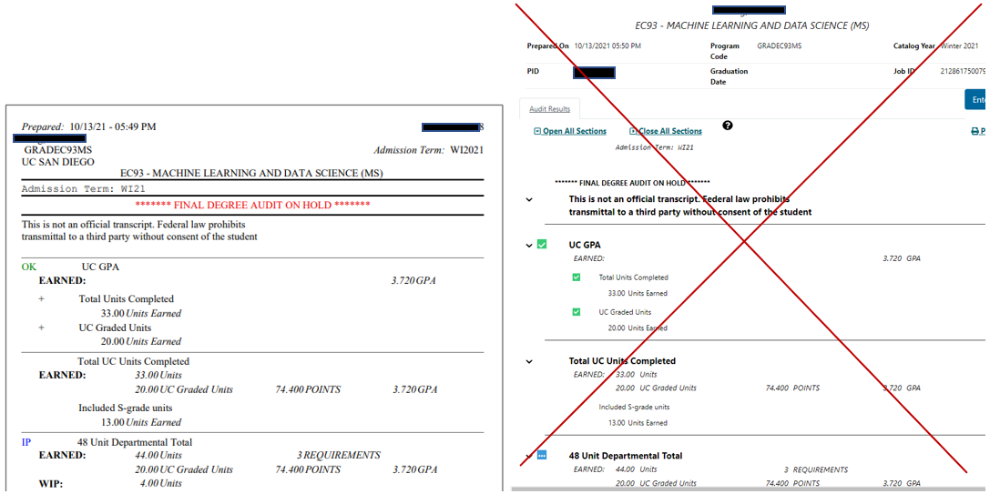 Prepared: 10/13/21 - 05:49 PM
8
GRADEC93MS
Admission Term: WI2021
UC SAN DIEGO
EC93 - MACHINE LEARNING AND DATA SCIENCE (MS)
Admission Term: WI21
******* FINAL DEGREE AUDIT ON HOLD *******
This is not an official transcript. Federal law prohibits
transmittal to a third party without consent of the student
OK UC GPA
EARNED: 3.720 GPA
+ Total Units Completed
33.00 Units Earned
+ UC Graded Units
20.00 Units Earned
Total UC Units Completed
EARNED: 33.00 Units
20.00 UC Graded Units 74.400 POINTS 3.720 GPA
Included S-grade units
13.00 Units Earned
IP 48 Unit Departmental Total
EARNED: 44.00 Units 3 REQUIREMENTS
20.00 UC Graded Units 74.400 POINTS 3.720 GPA
WIP: 4.00 Units
EC93 - MACHINE LEARNING AND DATA SCIENCE (MS)
Prepared On 10/13/2021 05:50 PM Program Code GRADEC93MS Catalog Year Winter 2021
PID Graduation Date Job ID 212861750079
Audit Results
Ent
Open All Sections Close All Sections ? P
Admission Term: WI21
******* FINAL DEGREE AUDIT ON HOLD *******
This is not an official transcript. Federal law prohibits
transmittal to a third party without consent of the student
UC GPA
EARNED: 3.720 GPA
Total Units Completed
33.00 Units Earned
UC Graded Units
20.00 Units Earned
Total UC Units Completed
EARNED: 33.00 Units
20.00 UC Graded Units 74.400 POINTS 3.720 GPA
Included S-grade units
13.00 Units Earned
48 Unit Departmental Total
EARNED: 44.00 Units 3 REQUIREMENTS
20.00 UC Graded Units 74.400 POINTS 3.720 GPA